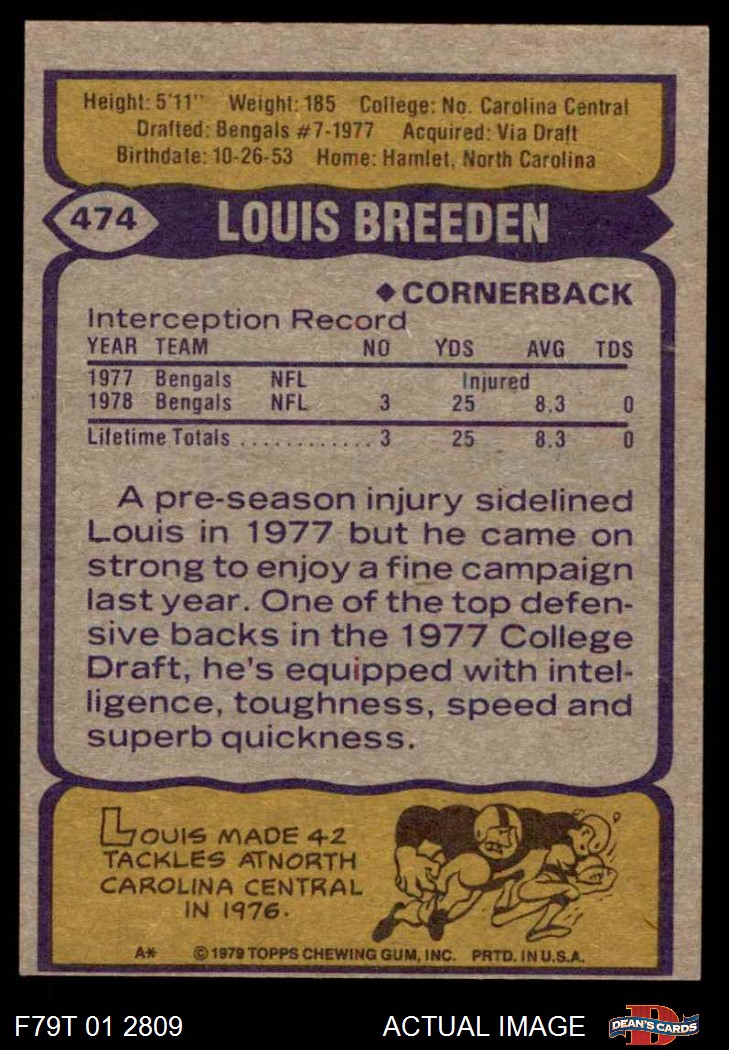 Height: 5'11" Weight: 185 College: No. Carolina Central
Drafted: Bengals #7-1977 Acquired: Via Draft
Birthdate: 10-26-53 Home: Hamlet, North Carolina
474 LOUIS BREEDEN
◆ CORNERBACK
Interception Record
YEAR TEAM NO YDS AVG TDS
1977 Bengals NFL Injured
1978 Bengals NFL 3 25 8.3 0
Lifetime Totals ............ 3 25 8.3 0
A pre-season injury sidelined
Louis in 1977 but he came on
strong to enjoy a fine campaign
last year. One of the top defen-
sive backs in the 1977 College
Draft, he's equipped with intel-
ligence, toughness, speed and
superb quickness.
LOUIS MADE 42
TACKLES ATNORTH
CAROLINA CENTRAL
IN 1976.
A* © 1979 TOPPS CHEWING GUM, INC. PRTD. IN U.S.A.
F79T 01 2809 ACTUAL IMAGE DEAN'S CARDS